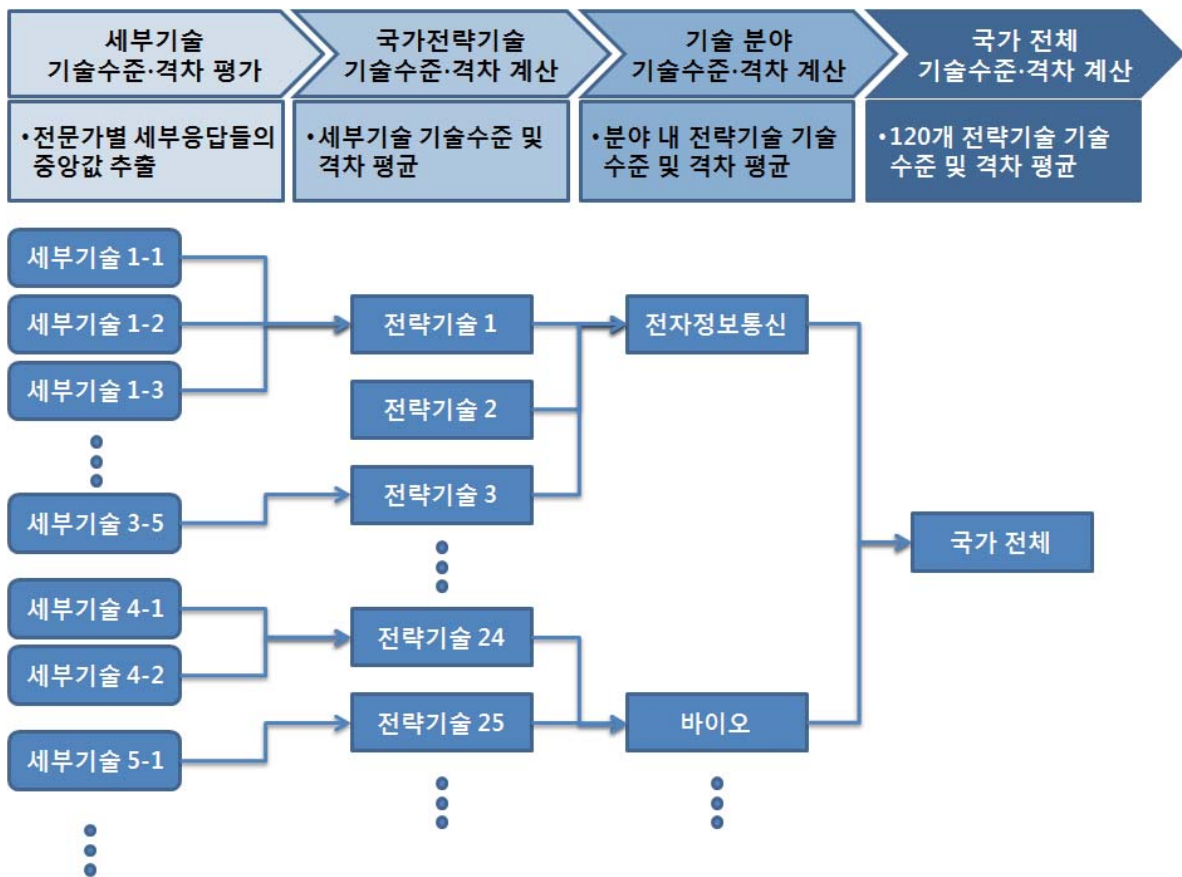 세부기술
기술수준·격차 평가
국가전략기술
기술수준·격차 계산
기술 분야
기술수준·격차 계산
국가 전체
기술수준·격차 계산
•전문가별 세부응답들의
중앙값 추출
•세부기술 기술수준 및
격차 평균
•분야 내 전략기술 기술
수준 및 격차 평균
•120개 전략기술 기술
수준 및 격차 평균
세부기술 1-1
세부기술 1-2
세부기술 1-3
세부기술 3-5
세부기술 4-1
세부기술 4-2
세부기술 5-1
전략기술 1
전략기술 2
전략기술 3
전략기술 24
전략기술 25
전자정보통신
바이오
국가 전체